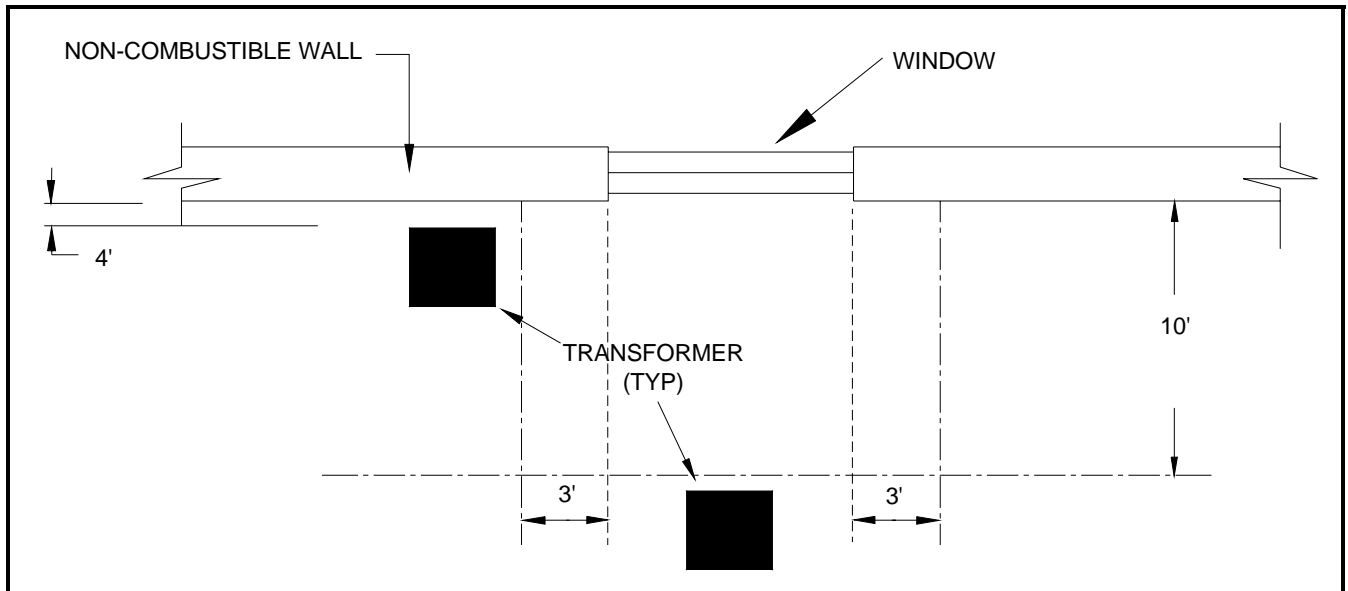 NON-COMBUSTIBLE WALL
WINDOW
4'
10'
TRANSFORMER
(TYP)
3'
3'